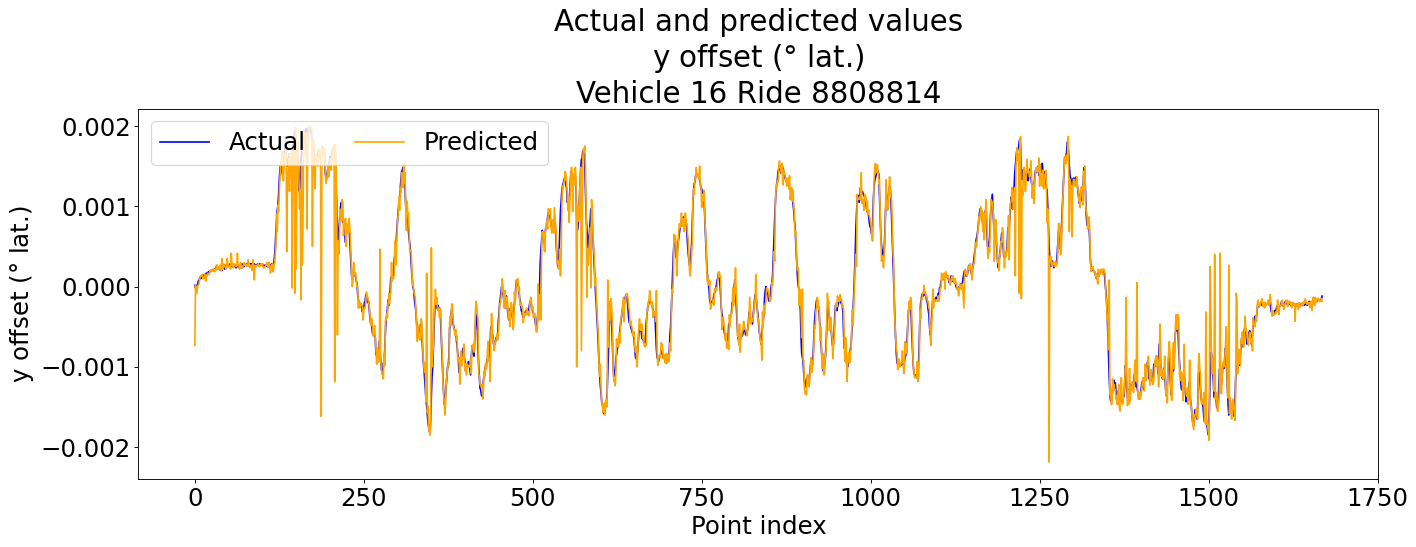 Actual and predicted values
y offset (° lat.)
Vehicle 16 Ride 8808814
Actual
Predicted
y offset (° lat.)
0.002
0.001
0.000
−0.001
−0.002
0
250
500
750
1000
1250
1500
1750
Point index